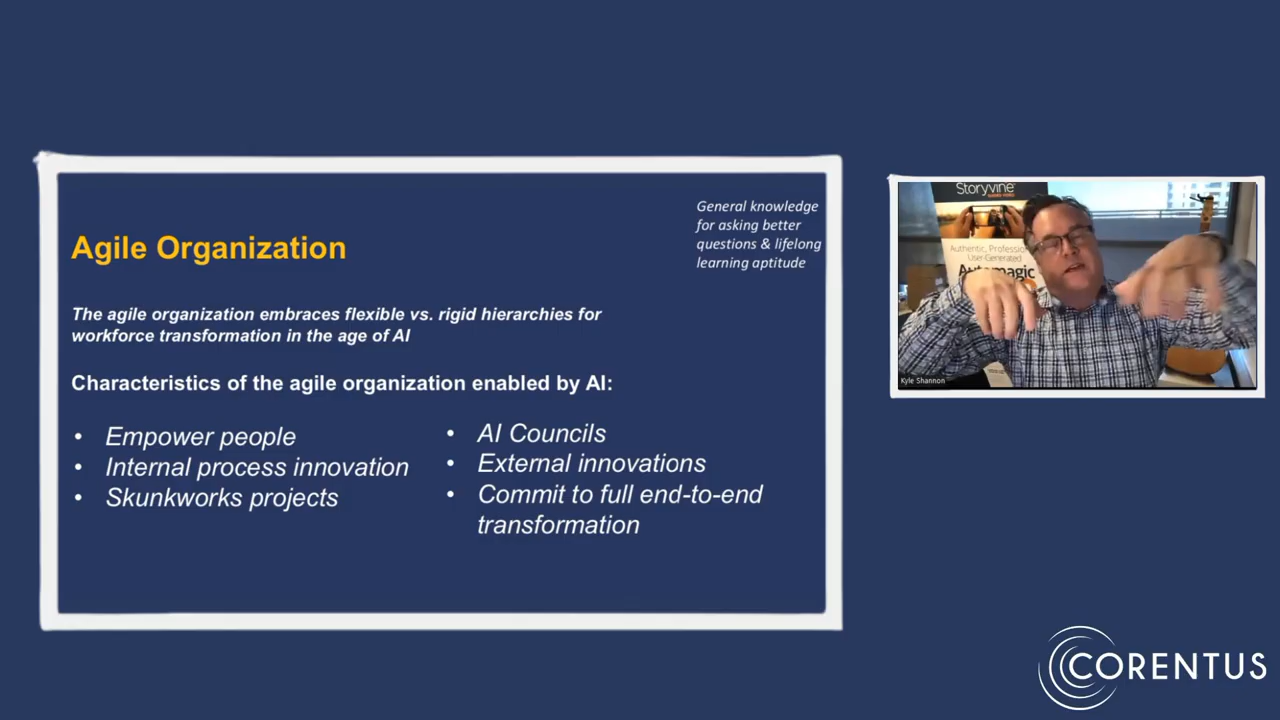 Agile Organization
General knowledge
for asking better
questions & lifelong
learning aptitude
The agile organization embraces flexible vs. rigid hierarchies for
workforce transformation in the age of AI
Characteristics of the agile organization enabled by AI:
• Empower people
• Internal process innovation
• Skunkworks projects
• AI Councils
• External innovations
• Commit to full end-to-end
transformation
Storyvine
Authentic, Profession
User-Generated
Automagic
Kyle Shannon
CORENTUS